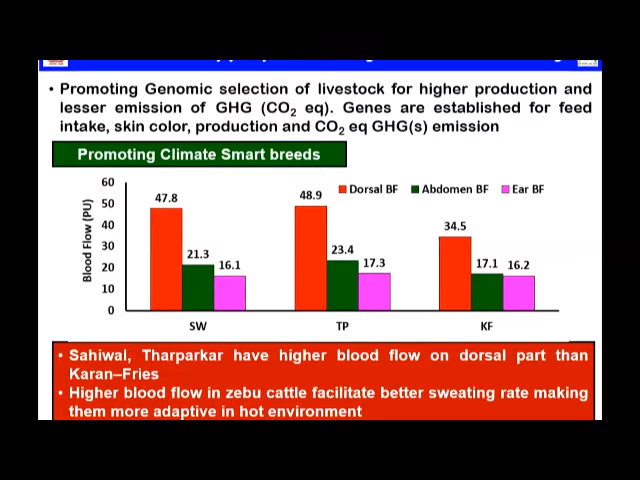 • Promoting Genomic selection of livestock for higher production and
lesser emission of GHG (CO2 eq). Genes are established for feed
intake, skin color, production and CO2 eq GHG(s) emission
Promoting Climate Smart breeds
Blood Flow (PU)
60
50
40
30
20
10
0
Dorsal BF Abdomen BF Ear BF
47.8 21.3 16.1
48.9 23.4 17.3
34.5 17.1 16.2
SW TP KF
• Sahiwal, Tharparkar have higher blood flow on dorsal part than
Karan–Fries
• Higher blood flow in zebu cattle facilitate better sweating rate making
them more adaptive in hot environment